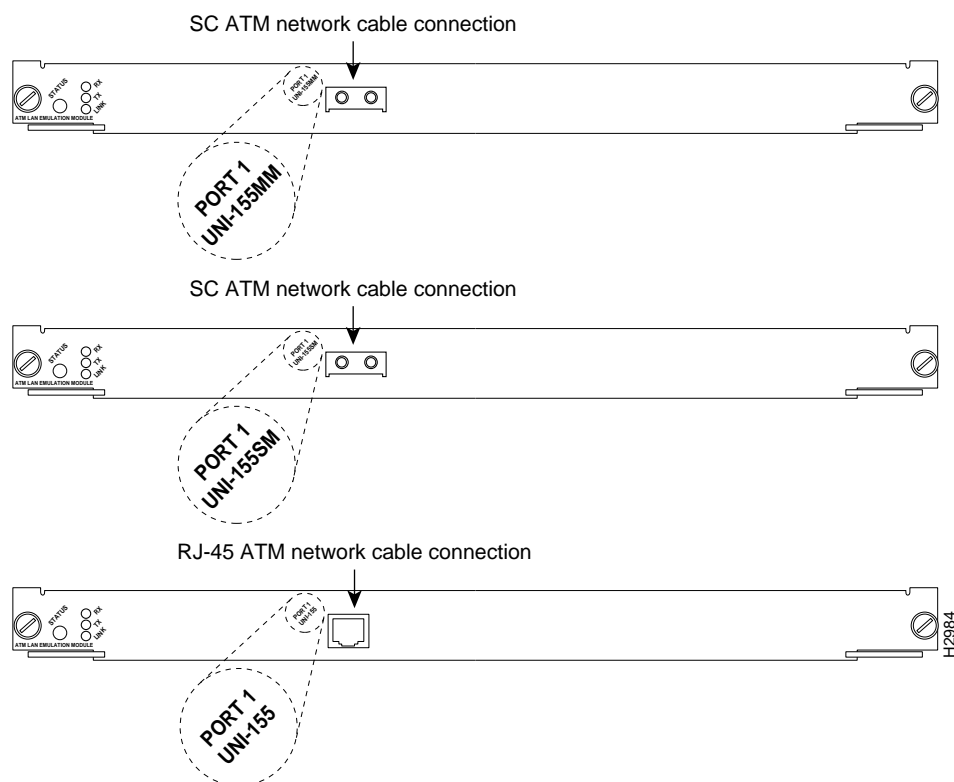 SC ATM network cable connection
STATUS
RX
TX
LINK
ATM LAN EMULATION MODULE
PORT 1
UNI-155MM
PORT 1
UNI-155MM
SC ATM network cable connection
STATUS
RX
TX
LINK
ATM LAN EMULATION MODULE
PORT 1
UNI-155SM
PORT 1
UNI-155SM
RJ-45 ATM network cable connection
STATUS
RX
TX
LINK
ATM LAN EMULATION MODULE
PORT 1
UNI-155
H2984
PORT 1
UNI-155